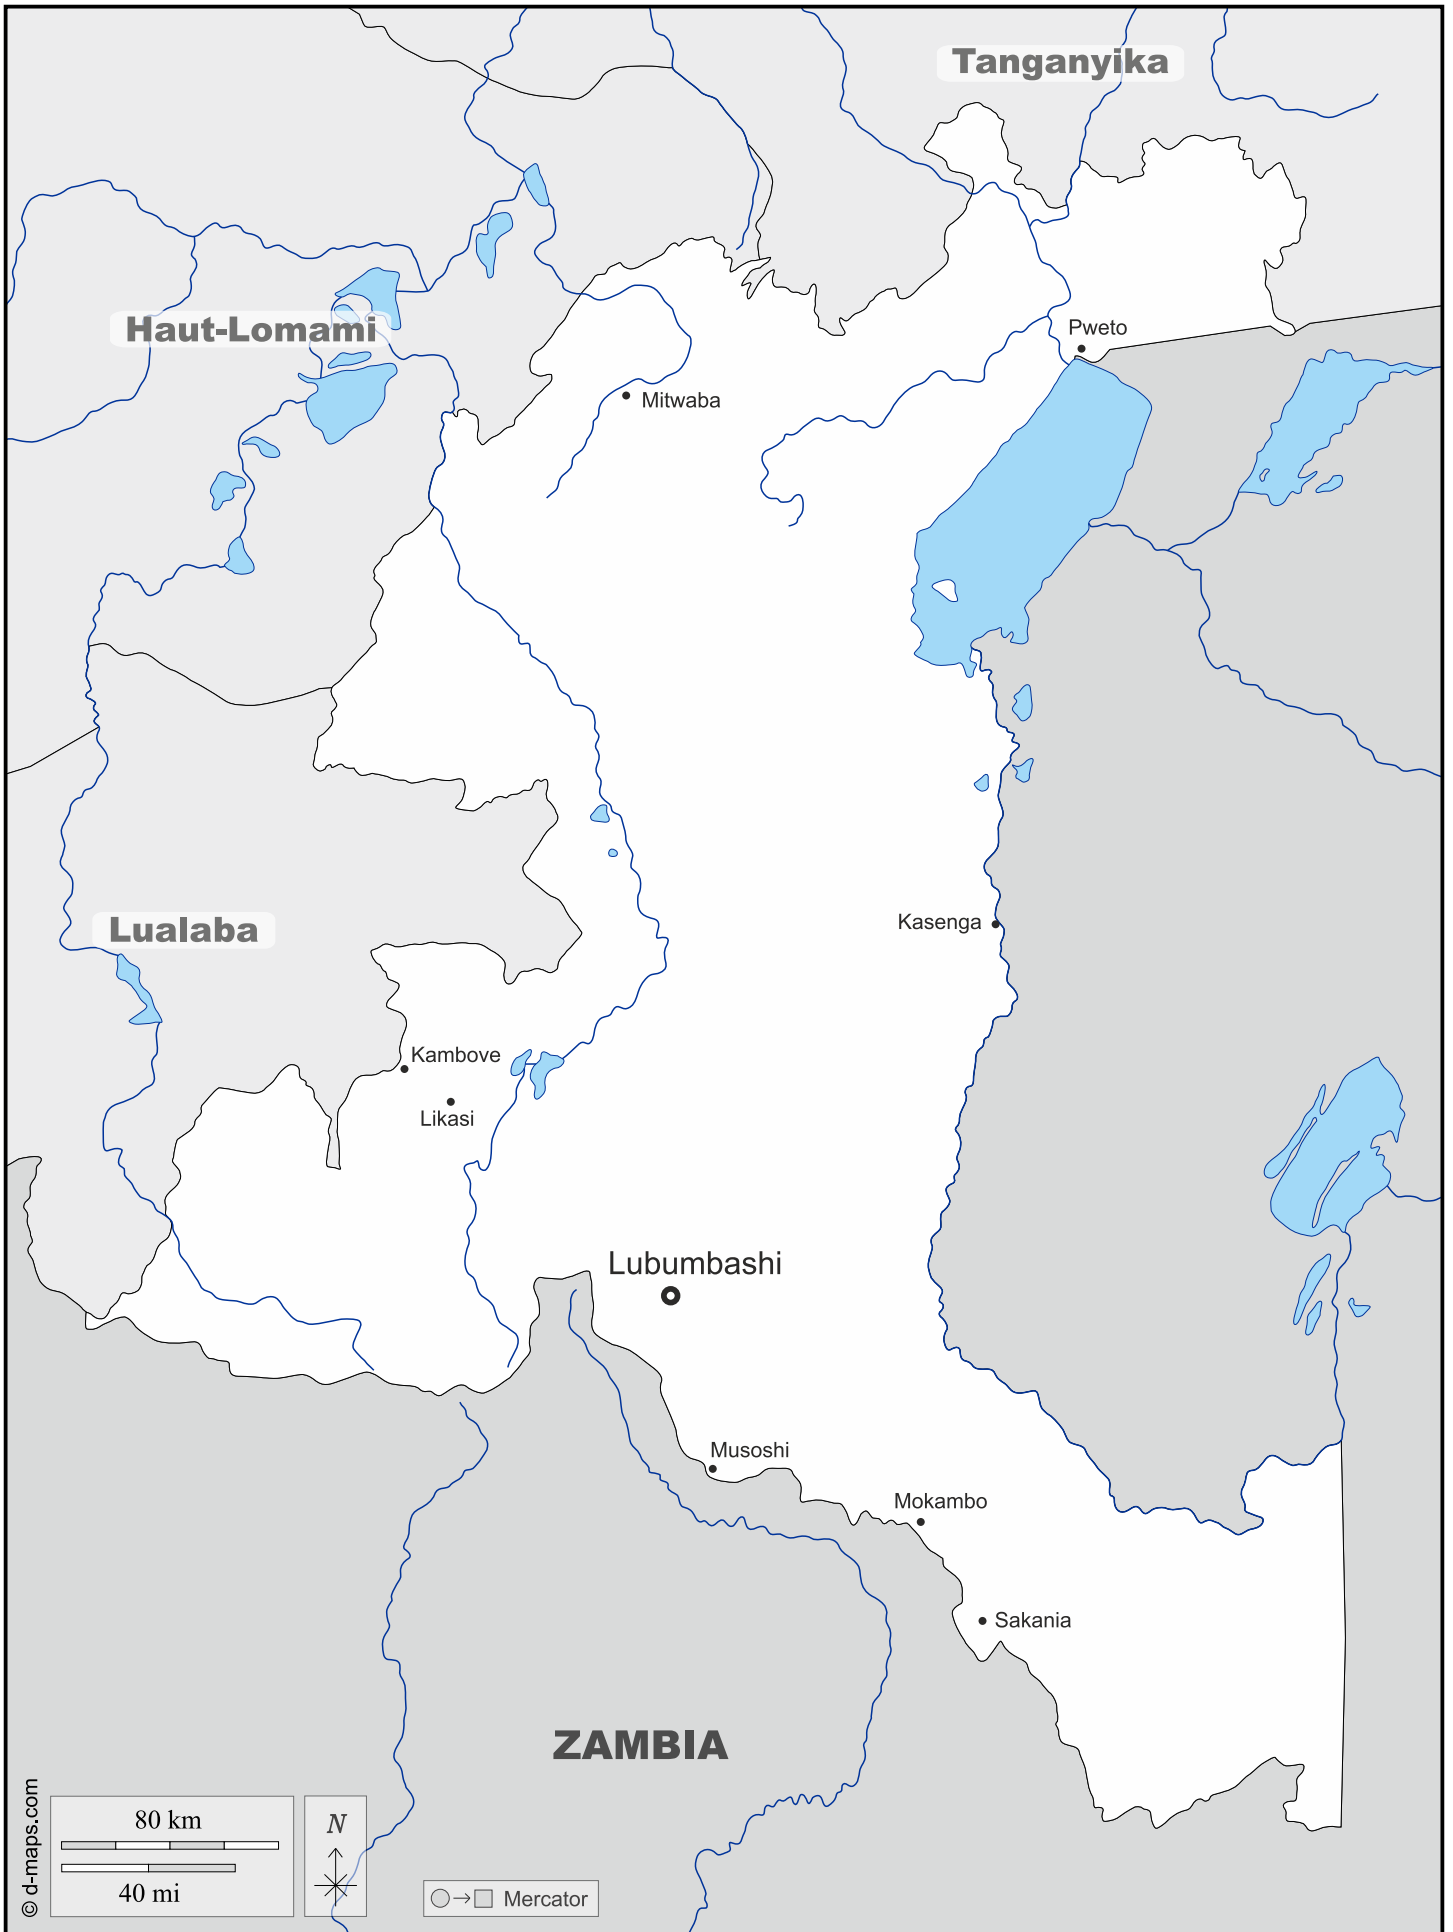 Tanganyika
Haut-Lomami
Pweto
Mitwaba
Lualaba
Kasenga
Kambove
Likasi
Lubumbashi
Musoshi
Mokambo
Sakania
ZAMBIA
© d-maps.com
80 km
40 mi
N
Mercator